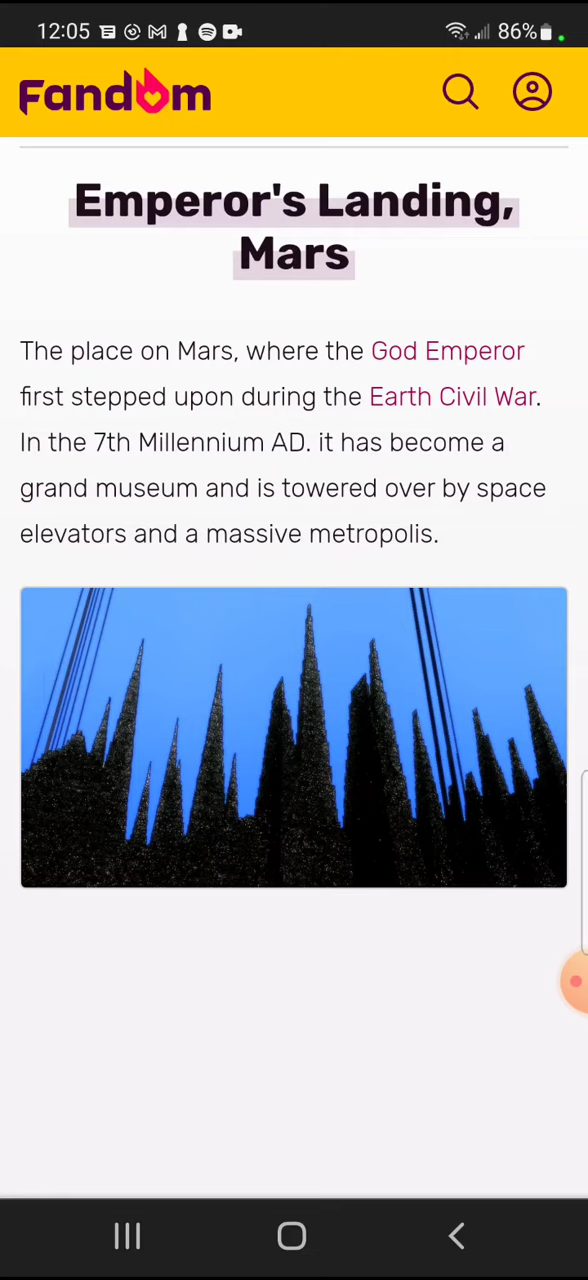 12:05 86%
Fandom
Emperor's Landing,
Mars
The place on Mars, where the God Emperor
first stepped upon during the Earth Civil War.
In the 7th Millennium AD. it has become a
grand museum and is towered over by space
elevators and a massive metropolis.